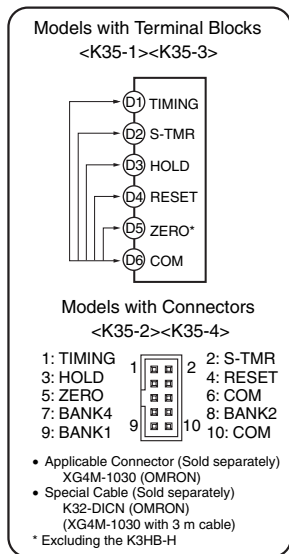 Models with Terminal Blocks
<K35-1><K35-3>
D1 TIMING
D2 S-TMR
D3 HOLD
D4 RESET
D5 ZERO*
D6 COM
Models with Connectors
<K35-2><K35-4>
1: TIMING 1 2 2: S-TMR
3: HOLD 4: RESET
5: ZERO 6: COM
7: BANK4 8: BANK2
9: BANK1 9 10 10: COM
• Applicable Connector (Sold separately)
XG4M-1030 (OMRON)
• Special Cable (Sold separately)
K32-DICN (OMRON)
(XG4M-1030 with 3 m cable)
* Excluding the K3HB-H